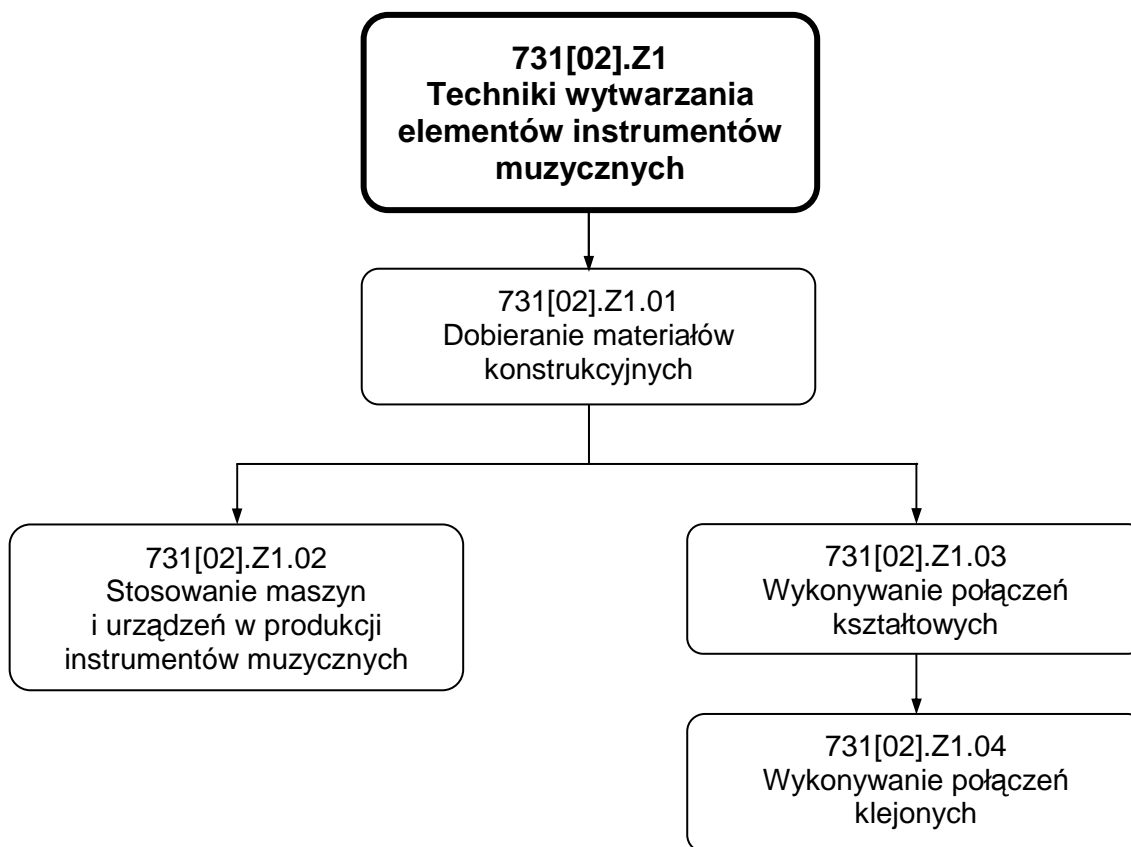 731[02].Z1
Techniki wytwarzania
elementów instrumentów
muzycznych
731[02].Z1.01
Dobieranie materiałów
konstrukcyjnych
731[02].Z1.02
Stosowanie maszyn
i urządzeń w produkcji
instrumentów muzycznych
731[02].Z1.03
Wykonywanie połączeń
kształtowych
731[02].Z1.04
Wykonywanie połączeń
klejonych